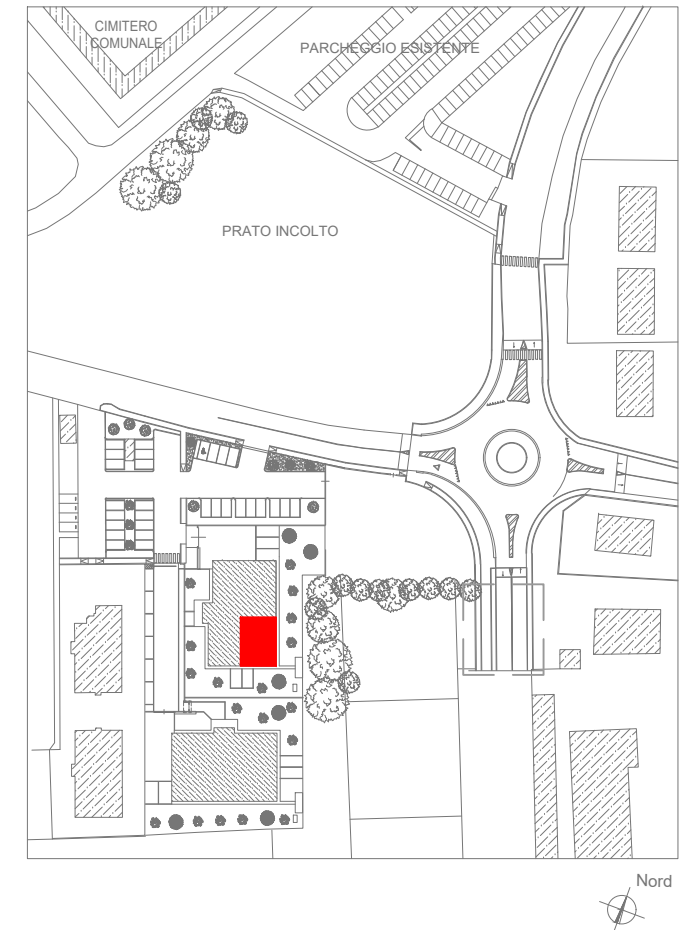 CIMITERO
COMUNALE
PARCHEGGIO ESISTENTE
PRATO INCOLTO
Nord